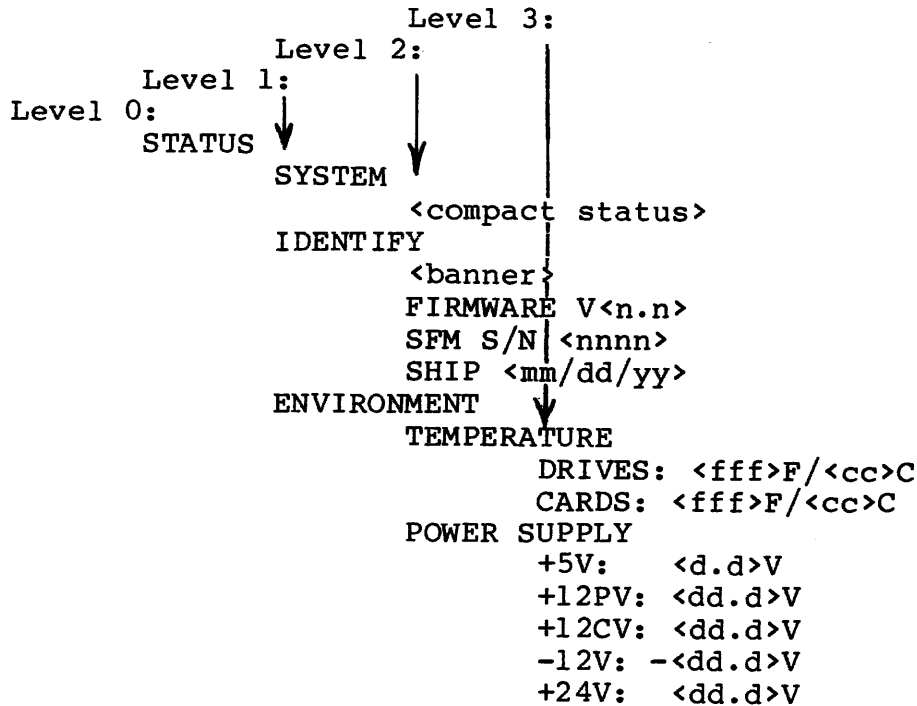 Level 3:
Level 2:
Level 1:
Level 0:
STATUS
SYSTEM
<compact status>
IDENTIFY
<banner>
FIRMWARE V<n.n>
SFM S/N <nnnn>
SHIP <mm/dd/yy>
ENVIRONMENT
TEMPERATURE
DRIVES: <fff>F/<cc>C
CARDS: <fff>F/<cc>C
POWER SUPPLY
+5V: <d.d>V
+12PV: <dd.d>V
+12CV: <dd.d>V
-12V: -<dd.d>V
+24V: <dd.d>V